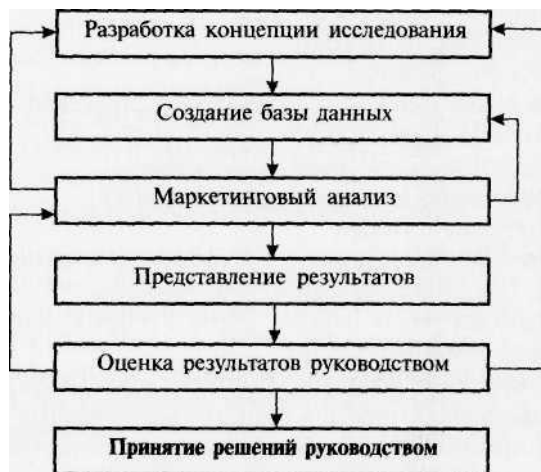 Разработка концепции исследования
Создание базы данных
Маркетинговый анализ
Представление результатов
Оценка результатов руководством
Принятие решений руководством